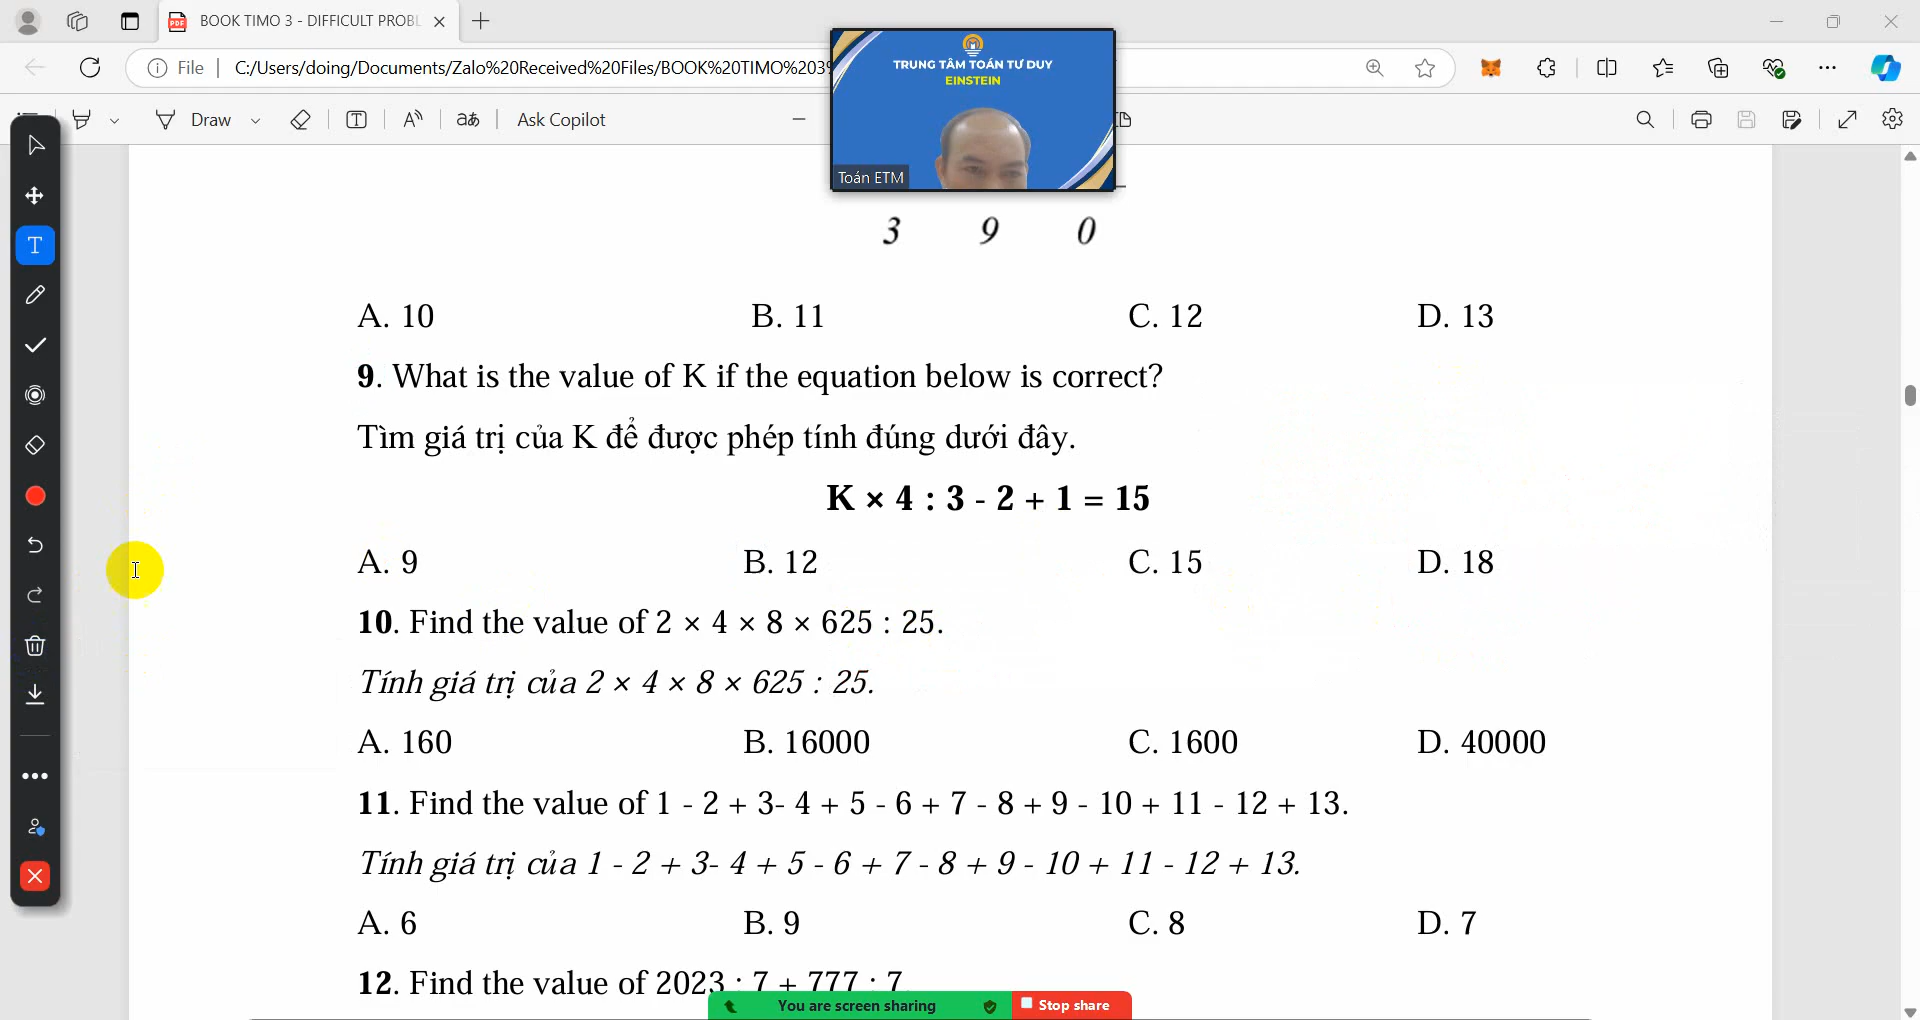 BOOK TIMO 3 - DIFFICULT PROBL
File
C:/Users/doing/Documents/Zalo%20Received%20Files/BOOK%20TIMO%203
Draw
Ask Copilot
TRUNG TÂM TOÁN TƯ DUY
EINSTEIN
Toán ETM
3 9 0
A. 10 B. 11 C. 12 D. 13
9. What is the value of K if the equation below is correct?
Tìm giá trị của K để được phép tính đúng dưới đây.
K × 4 : 3 - 2 + 1 = 15
A. 9 B. 12 C. 15 D. 18
10. Find the value of 2 × 4 × 8 × 625 : 25.
Tính giá trị của 2 × 4 × 8 × 625 : 25.
A. 160 B. 16000 C. 1600 D. 40000
11. Find the value of 1 - 2 + 3- 4 + 5 - 6 + 7 - 8 + 9 - 10 + 11 - 12 + 13.
Tính giá trị của 1 - 2 + 3- 4 + 5 - 6 + 7 - 8 + 9 - 10 + 11 - 12 + 13.
A. 6 B. 9 C. 8 D. 7
12. Find the value of 2023 : 7 + 777 : 7
You are screen sharing
Stop share